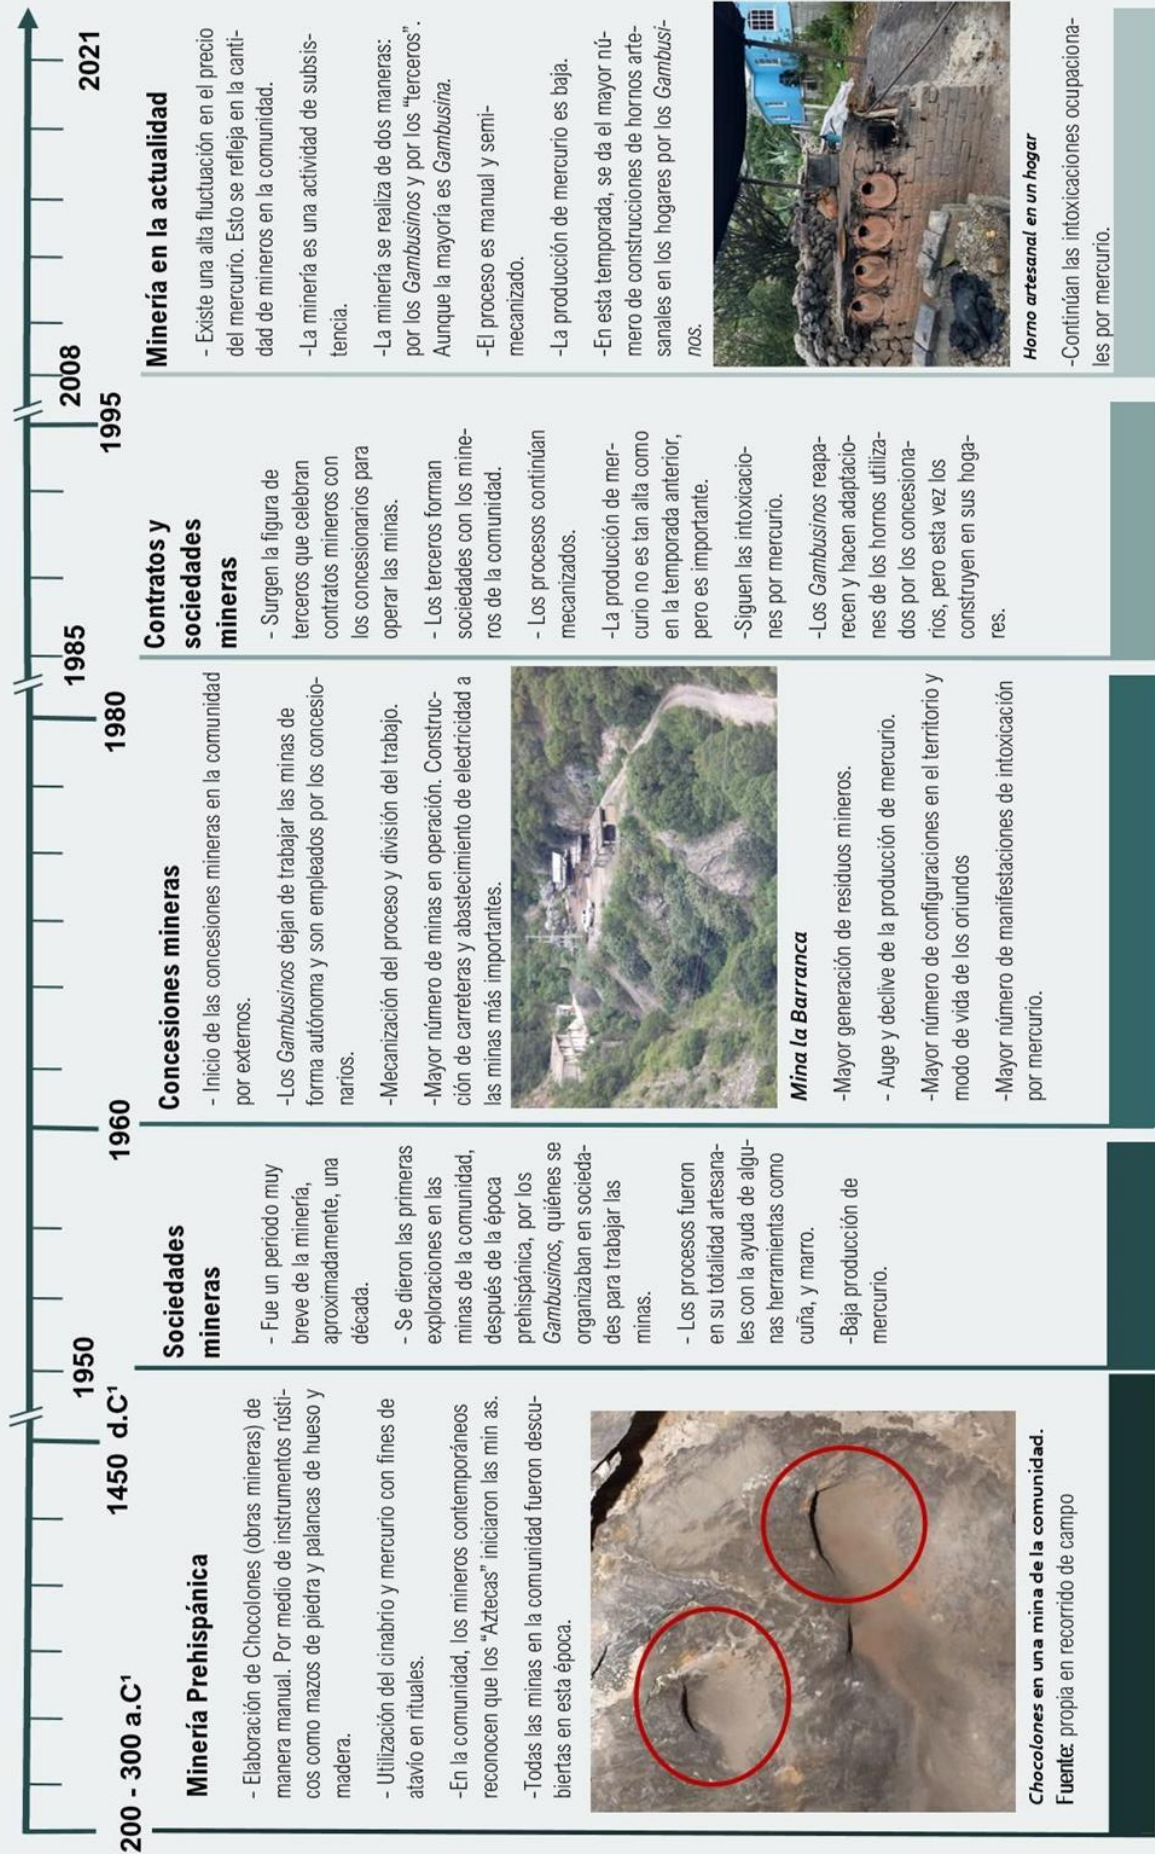 200 - 300 a.C¹
1450 d.C¹
1950
1960
1980
1985
1995
2008
2021
Minería Prehispánica
- Elaboración de Chocolones (obras mineras) de
manera manual. Por medio de instrumentos rústi-
cos como mazos de piedra y palancas de hueso y
madera.
- Utilización del cinabrio y mercurio con fines de
atavío en rituales.
-En la comunidad, los mineros contemporáneos
reconocen que los "Aztecas" iniciaron las min as.
-Todas las minas en la comunidad fueron descu-
biertas en esta época.
Chocolones en una mina de la comunidad.
Fuente: propia en recorrido de campo
Sociedades
mineras
- Fue un periodo muy
breve de la minería,
aproximadamente, una
década.
- Se dieron las primeras
exploraciones en las
minas de la comunidad,
después de la época
prehispánica, por los
Gambusinos, quiénes se
organizaban en socieda-
des para trabajar las
minas.
- Los procesos fueron
en su totalidad artesana-
les con la ayuda de algu-
nas herramientas como
cuña, y marro.
-Baja producción de
mercurio.
Concesiones mineras
- Inicio de las concesiones mineras en la comunidad
por externos.
-Los Gambusinos dejan de trabajar las minas de
forma autónoma y son empleados por los concesio-
narios.
-Mecanización del proceso y división del trabajo.
-Mayor número de minas en operación. Construc-
ción de carreteras y abastecimiento de electricidad a
las minas más importantes.
Mina la Barranca
-Mayor generación de residuos mineros.
- Auge y declive de la producción de mercurio.
-Mayor número de configuraciones en el territorio y
modo de vida de los oriundos
-Mayor número de manifestaciones de intoxicación
por mercurio.
Contratos y
sociedades
mineras
- Surgen la figura de
terceros que celebran
contratos mineros con
los concesionarios para
operar las minas.
- Los terceros forman
sociedades con los mine-
ros de la comunidad.
- Los procesos continúan
mecanizados.
-La producción de mer-
curio no es tan alta como
en la temporada anterior,
pero es importante.
-Siguen las intoxicacio-
nes por mercurio.
-Los Gambusinos reapa-
recen y hacen adaptacio-
nes de los hornos utiliza-
dos por los concesiona-
rios, pero esta vez los
construyen en sus hoga-
res.
Minería en la actualidad
- Existe una alta fluctuación en el precio
del mercurio. Esto se refleja en la canti-
dad de mineros en la comunidad.
-La minería es una actividad de subsis-
tencia.
-La minería se realiza de dos maneras:
por los Gambusinos y por los "terceros".
Aunque la mayoría es Gambusina.
-El proceso es manual y semi-
mecanizado.
-La producción de mercurio es baja.
-En esta temporada, se da el mayor nú-
mero de construcciones de hornos arte-
sanales en los hogares por los Gambusi-
nos.
Horno artesanal en un hogar
-Continúan las intoxicaciones ocupaciona-
les por mercurio.